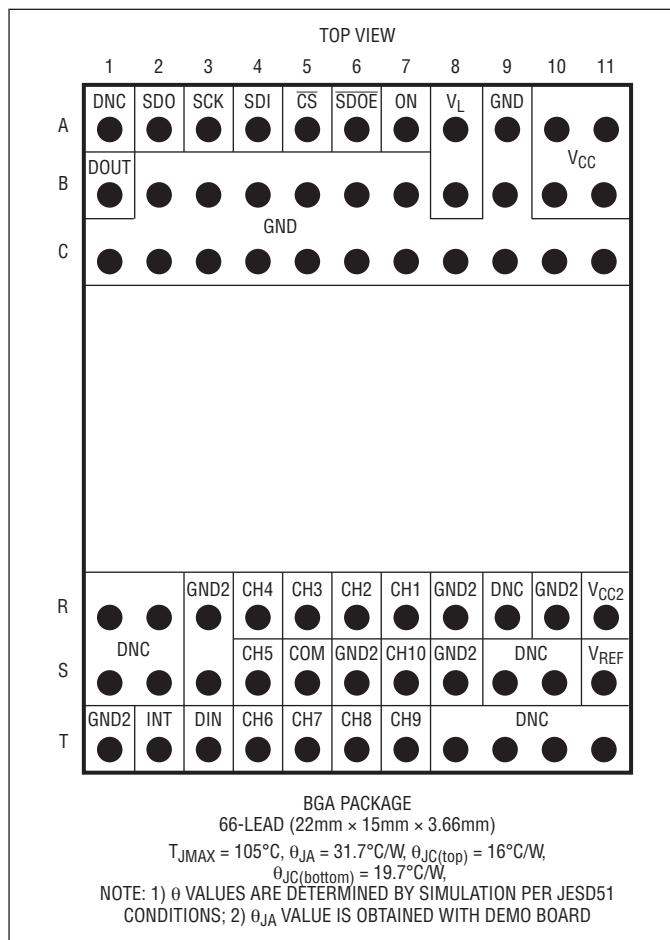 TOP VIEW
1 2 3 4 5 6 7 8 9 10 11
A
DNC SDO SCK SDI CS SDOE ON VL GND
VCC
B
DOUT
GND
C
R
GND2 CH4 CH3 CH2 CH1 GND2 DNC GND2 VCC2
DNC
S
CH5 COM GND2 CH10 GND2 DNC VREF
T
GND2 INT DIN CH6 CH7 CH8 CH9 DNC
BGA PACKAGE
66-LEAD (22mm × 15mm × 3.66mm)
TJMAX = 105°C, θJA = 31.7°C/W, θJC(top) = 16°C/W,
θJC(bottom) = 19.7°C/W,
NOTE: 1) θ VALUES ARE DETERMINED BY SIMULATION PER JESD51
CONDITIONS; 2) θJA VALUE IS OBTAINED WITH DEMO BOARD